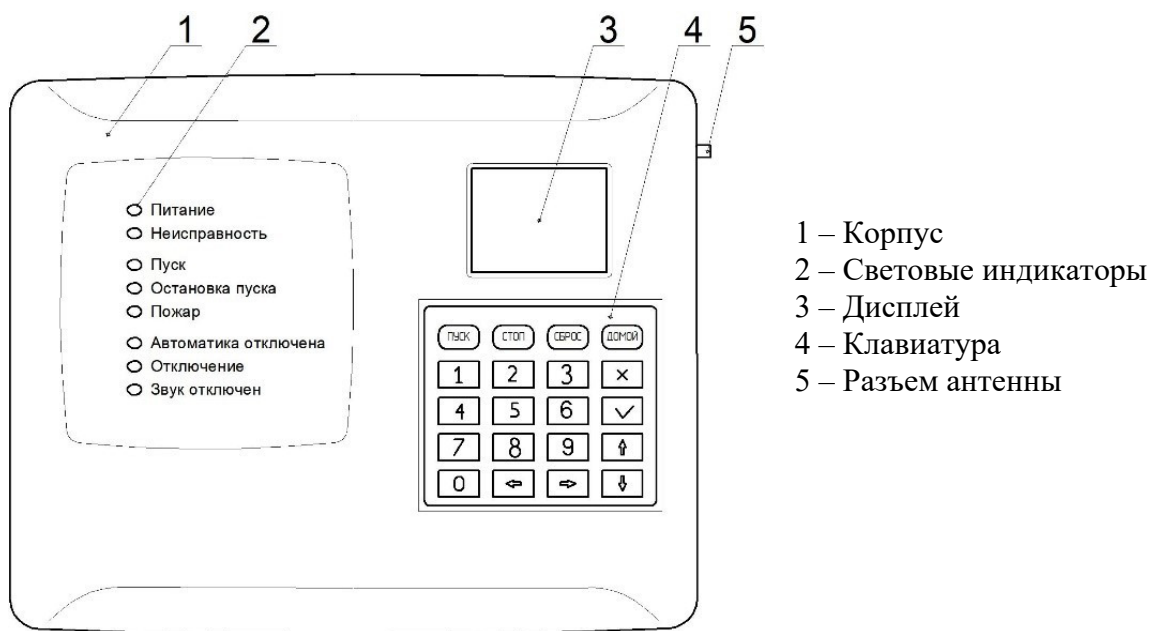 1 2 3 4 5
Питание
Неисправность
Пуск
Остановка пуска
Пожар
Автоматика отключена
Отключение
Звук отключен
ПУСК СТОП СБРОС ДОМОЙ
1 2 3 ×
4 5 6 ✓
7 8 9 ⇧
0 ⇦ ⇨ ⇩
1 – Корпус
2 – Световые индикаторы
3 – Дисплей
4 – Клавиатура
5 – Разъем антенны